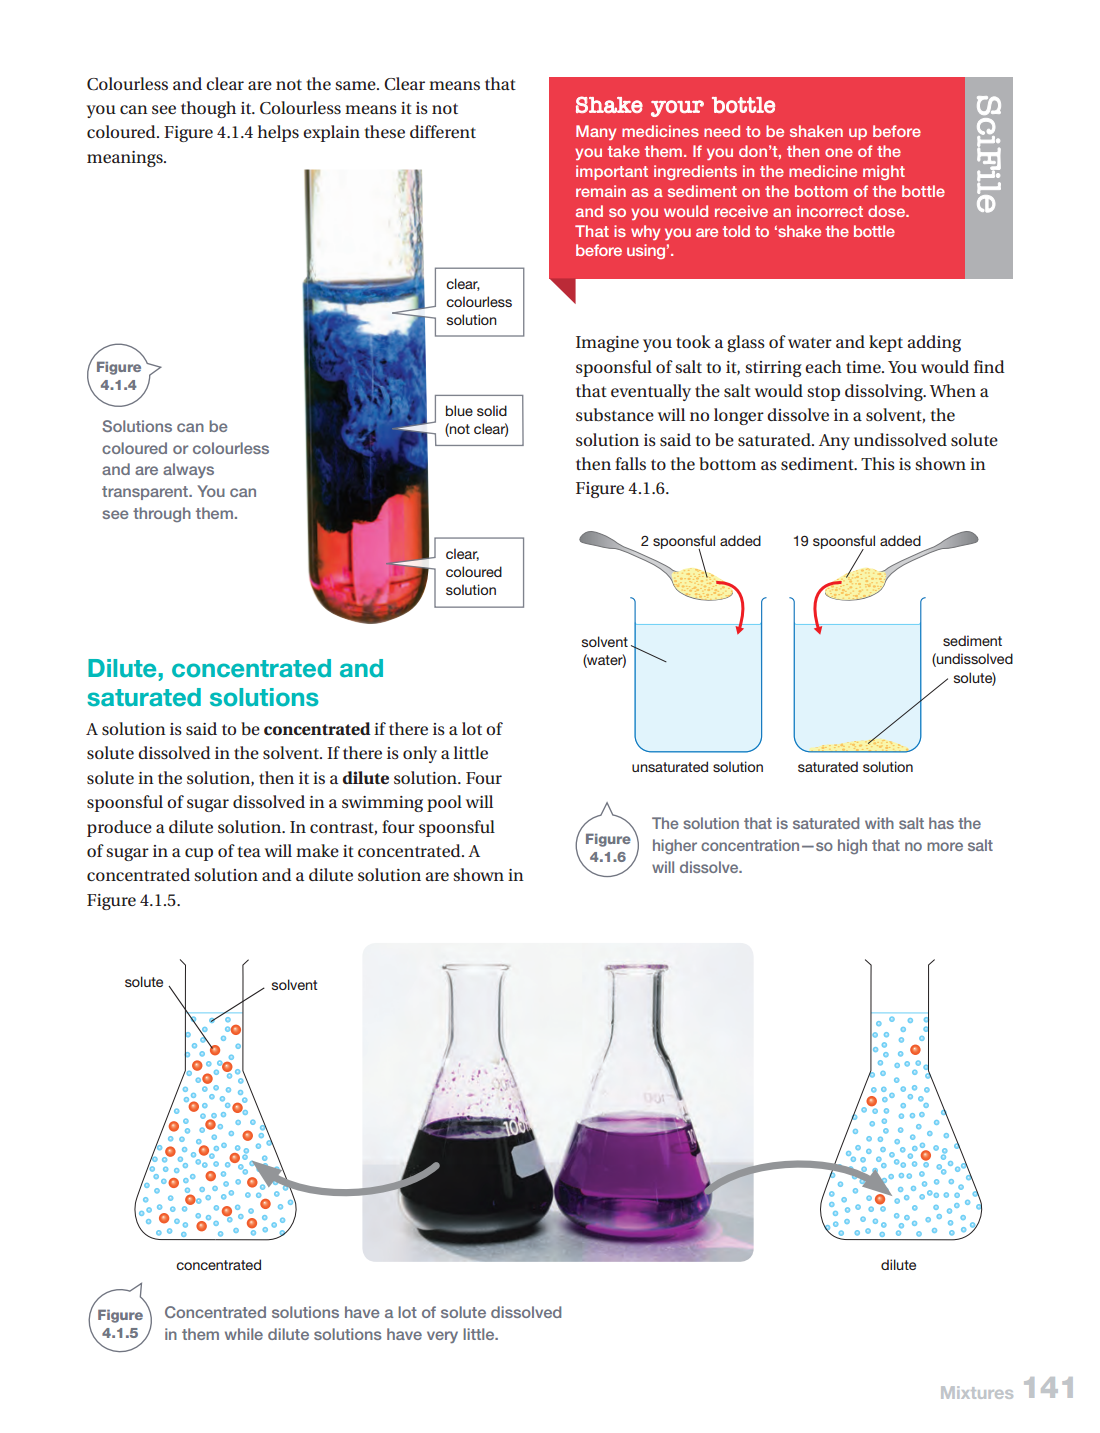 Colourless and clear are not the same. Clear means that
you can see though it. Colourless means it is not
coloured. Figure 4.1.4 helps explain these different
meanings.
clear,
colourless
solution
blue solid
(not clear)
clear,
coloured
solution
Figure
4.1.4
Solutions can be
coloured or colourless
and are always
transparent. You can
see through them.
Dilute, concentrated and
saturated solutions
A solution is said to be concentrated if there is a lot of
solute dissolved in the solvent. If there is only a little
solute in the solution, then it is a dilute solution. Four
spoonsful of sugar dissolved in a swimming pool will
produce a dilute solution. In contrast, four spoonsful
of sugar in a cup of tea will make it concentrated. A
concentrated solution and a dilute solution are shown in
Figure 4.1.5.
Shake your bottle
Many medicines need to be shaken up before
you take them. If you don't, then one of the
important ingredients in the medicine might
remain as a sediment on the bottom of the bottle
and so you would receive an incorrect dose.
That is why you are told to 'shake the bottle
before using'.
SciFile
Imagine you took a glass of water and kept adding
spoonsful of salt to it, stirring each time. You would find
that eventually the salt would stop dissolving. When a
substance will no longer dissolve in a solvent, the
solution is said to be saturated. Any undissolved solute
then falls to the bottom as sediment. This is shown in
Figure 4.1.6.
2 spoonsful added
19 spoonsful added
solvent
(water)
sediment
(undissolved
solute)
unsaturated solution
saturated solution
Figure
4.1.6
The solution that is saturated with salt has the
higher concentration—so high that no more salt
will dissolve.
solute
solvent
concentrated
dilute
Figure
4.1.5
Concentrated solutions have a lot of solute dissolved
in them while dilute solutions have very little.
Mixtures 141